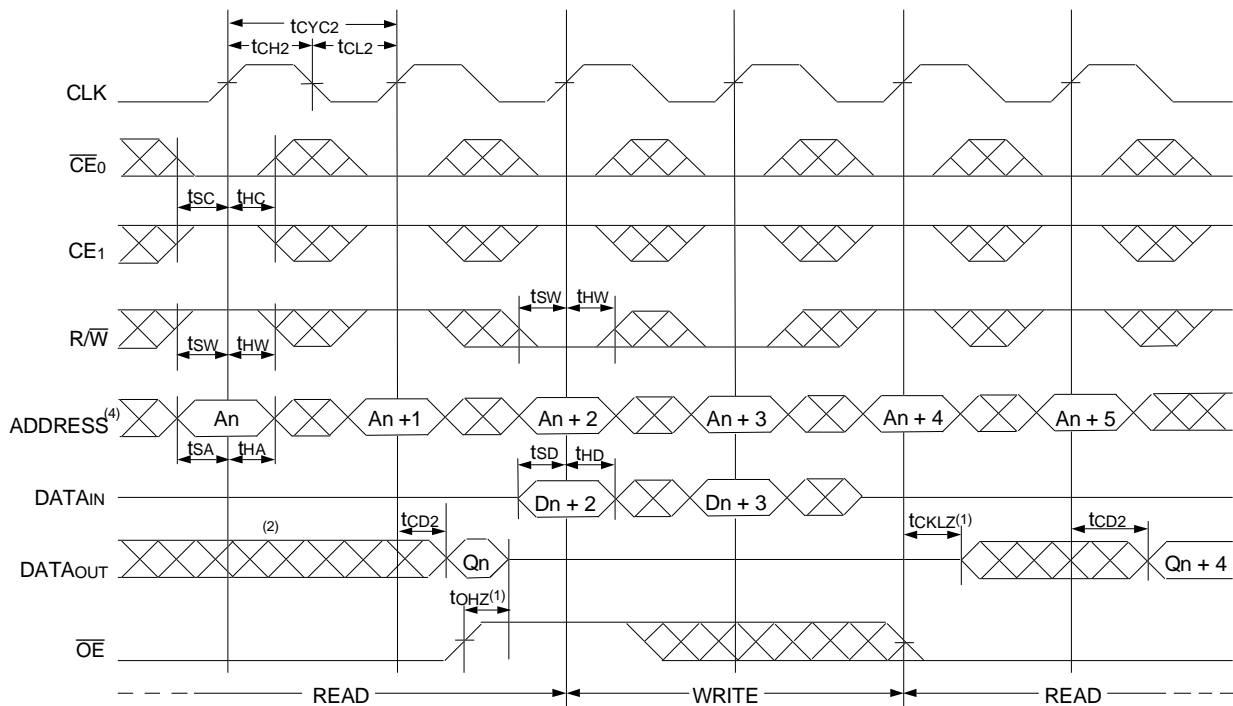 tCYC2
tCH2 tCL2
CLK
CE0
tSC tHC
CE1
tSW tHW
R/W
tSW tHW
ADDRESS(4) An An +1 An + 2 An + 3 An + 4 An + 5
tSA tHA tSD tHD
DATAIN Dn + 2 Dn + 3
(2) tCD2 tCKLZ(1) tCD2
DATAOUT Qn Qn + 4
tOHZ(1)
OE
READ WRITE READ